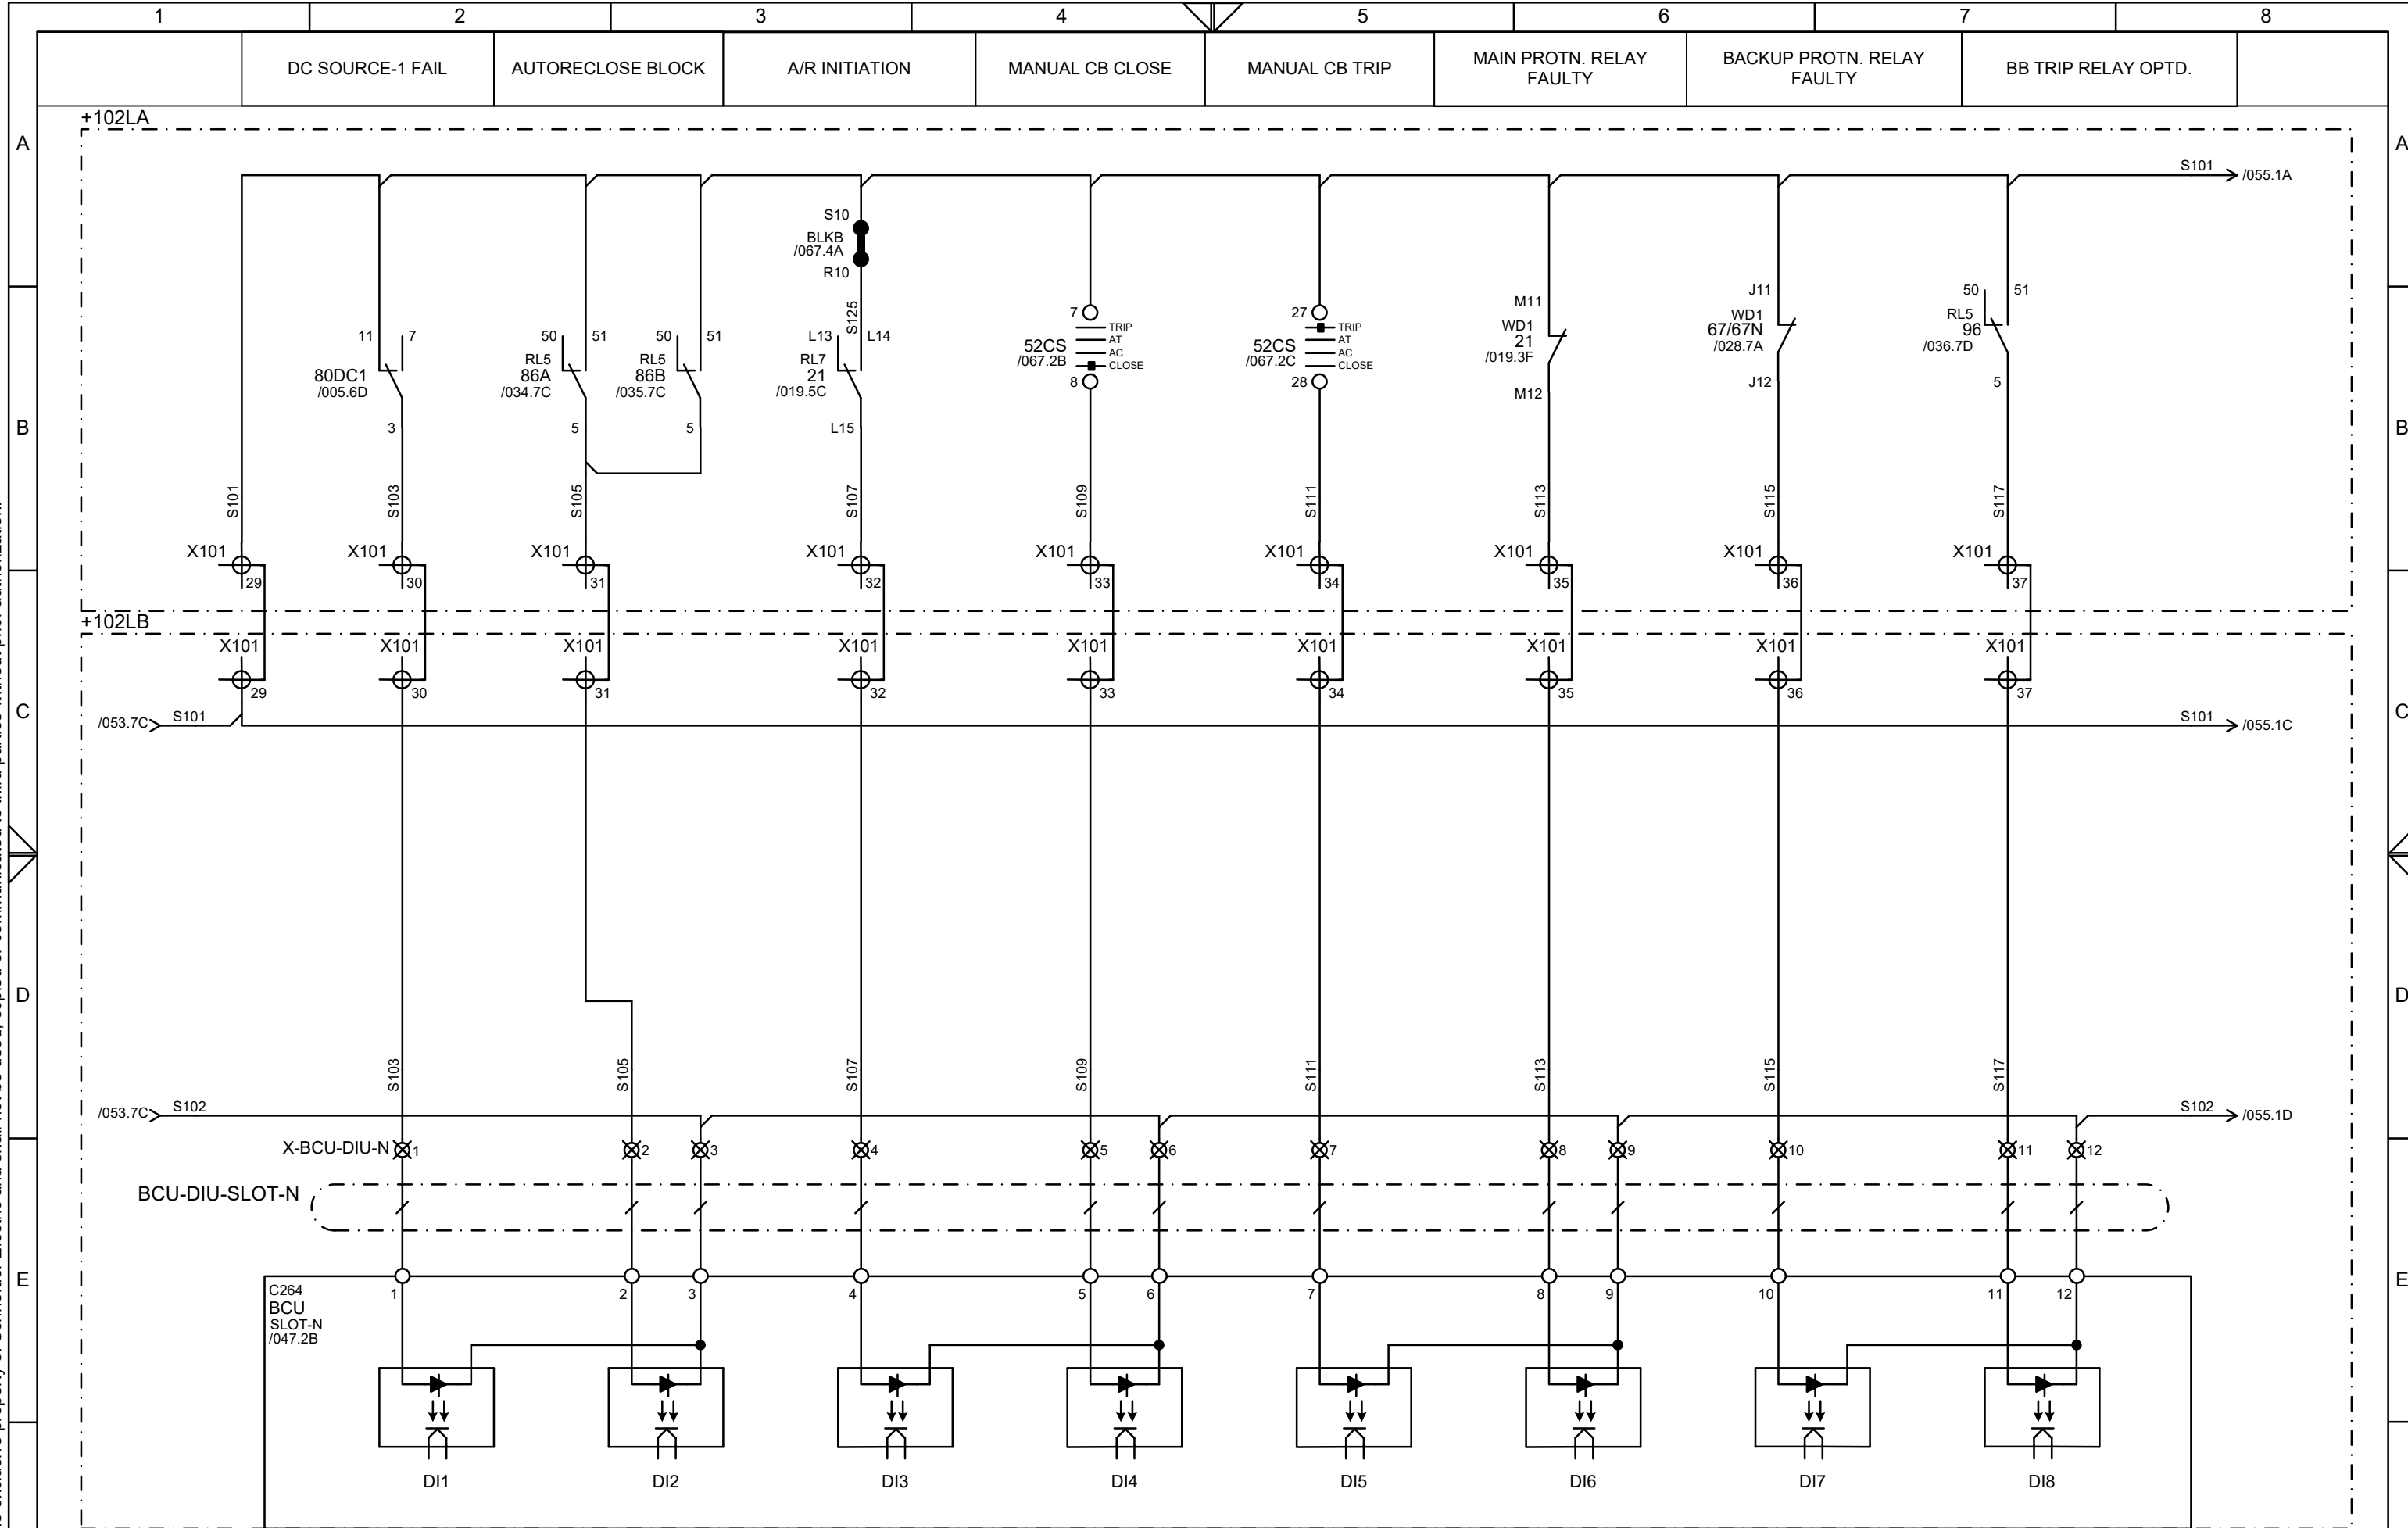 1 2 3 4 5 6 7 8
DC SOURCE-1 FAIL
AUTORECLOSE BLOCK
A/R INITIATION
MANUAL CB CLOSE
MANUAL CB TRIP
MAIN PROTN. RELAY
FAULTY
BACKUP PROTN. RELAY
FAULTY
BB TRIP RELAY OPTD.
+102LA
A A
S101 /055.1A
S10
BLKB
/067.4A
R10
S125
11 7
80DC1
/005.6D
3
50 51
RL5
86A
/034.7C
5
50 51
RL5
86B
/035.7C
5
L13 L14
RL7
21
/019.5C
L15
7
TRIP
AT
AC
CLOSE
52CS
/067.2B
8
27
TRIP
AT
AC
CLOSE
52CS
/067.2C
28
M11
WD1
21
/019.3F
M12
J11
WD1
67/67N
/028.7A
J12
50 51
RL5
96
/036.7D
5
B B
S101 S103 S105 S107 S109 S111 S113 S115 S117
X101 X101 X101 X101 X101 X101 X101 X101 X101
29 30 31 32 33 34 35 36 37
+102LB
X101 X101 X101 X101 X101 X101 X101 X101 X101
29 30 31 32 33 34 35 36 37
C C
/053.7C S101 S101 /055.1C
D D
S103 S105 S107 S109 S111 S113 S115 S117
/053.7C S102 S102 /055.1D
X-BCU-DIU-N 1 2 3 4 5 6 7 8 9 10 11 12
BCU-DIU-SLOT-N
E E
C264
BCU
SLOT-N
/047.2B
1 2 3 4 5 6 7 8 9 10 11 12
DI1 DI2 DI3 DI4 DI5 DI6 DI7 DI8